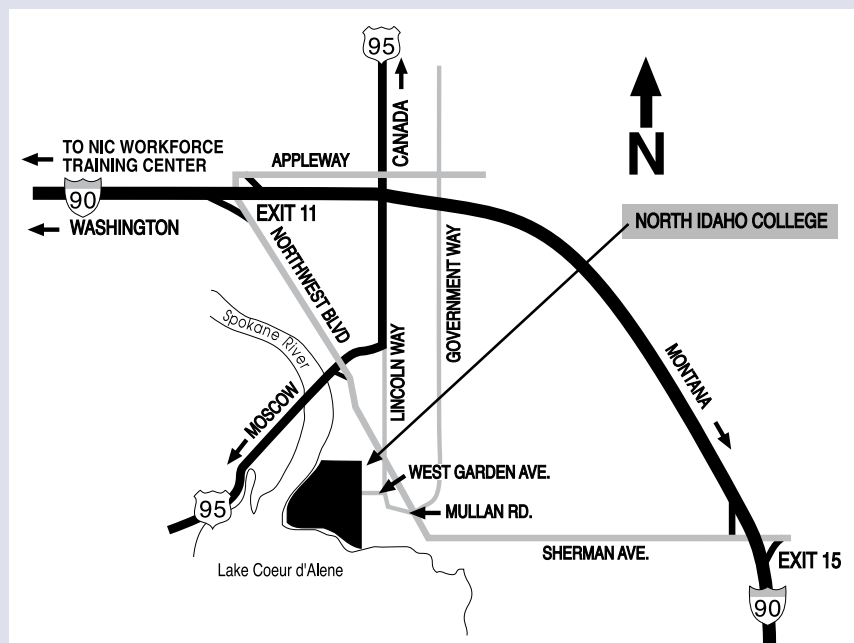 95
TO NIC WORKFORCE
TRAINING CENTER
APPLEWAY
CANADA
N
90
WASHINGTON
EXIT 11
NORTH IDAHO COLLEGE
NORTHWEST BLVD
GOVERNMENT WAY
Spokane River
LINCOLN WAY
MONTANA
MOSCOW
WEST GARDEN AVE.
95
MULLAN RD.
SHERMAN AVE.
EXIT 15
Lake Coeur d'Alene
90